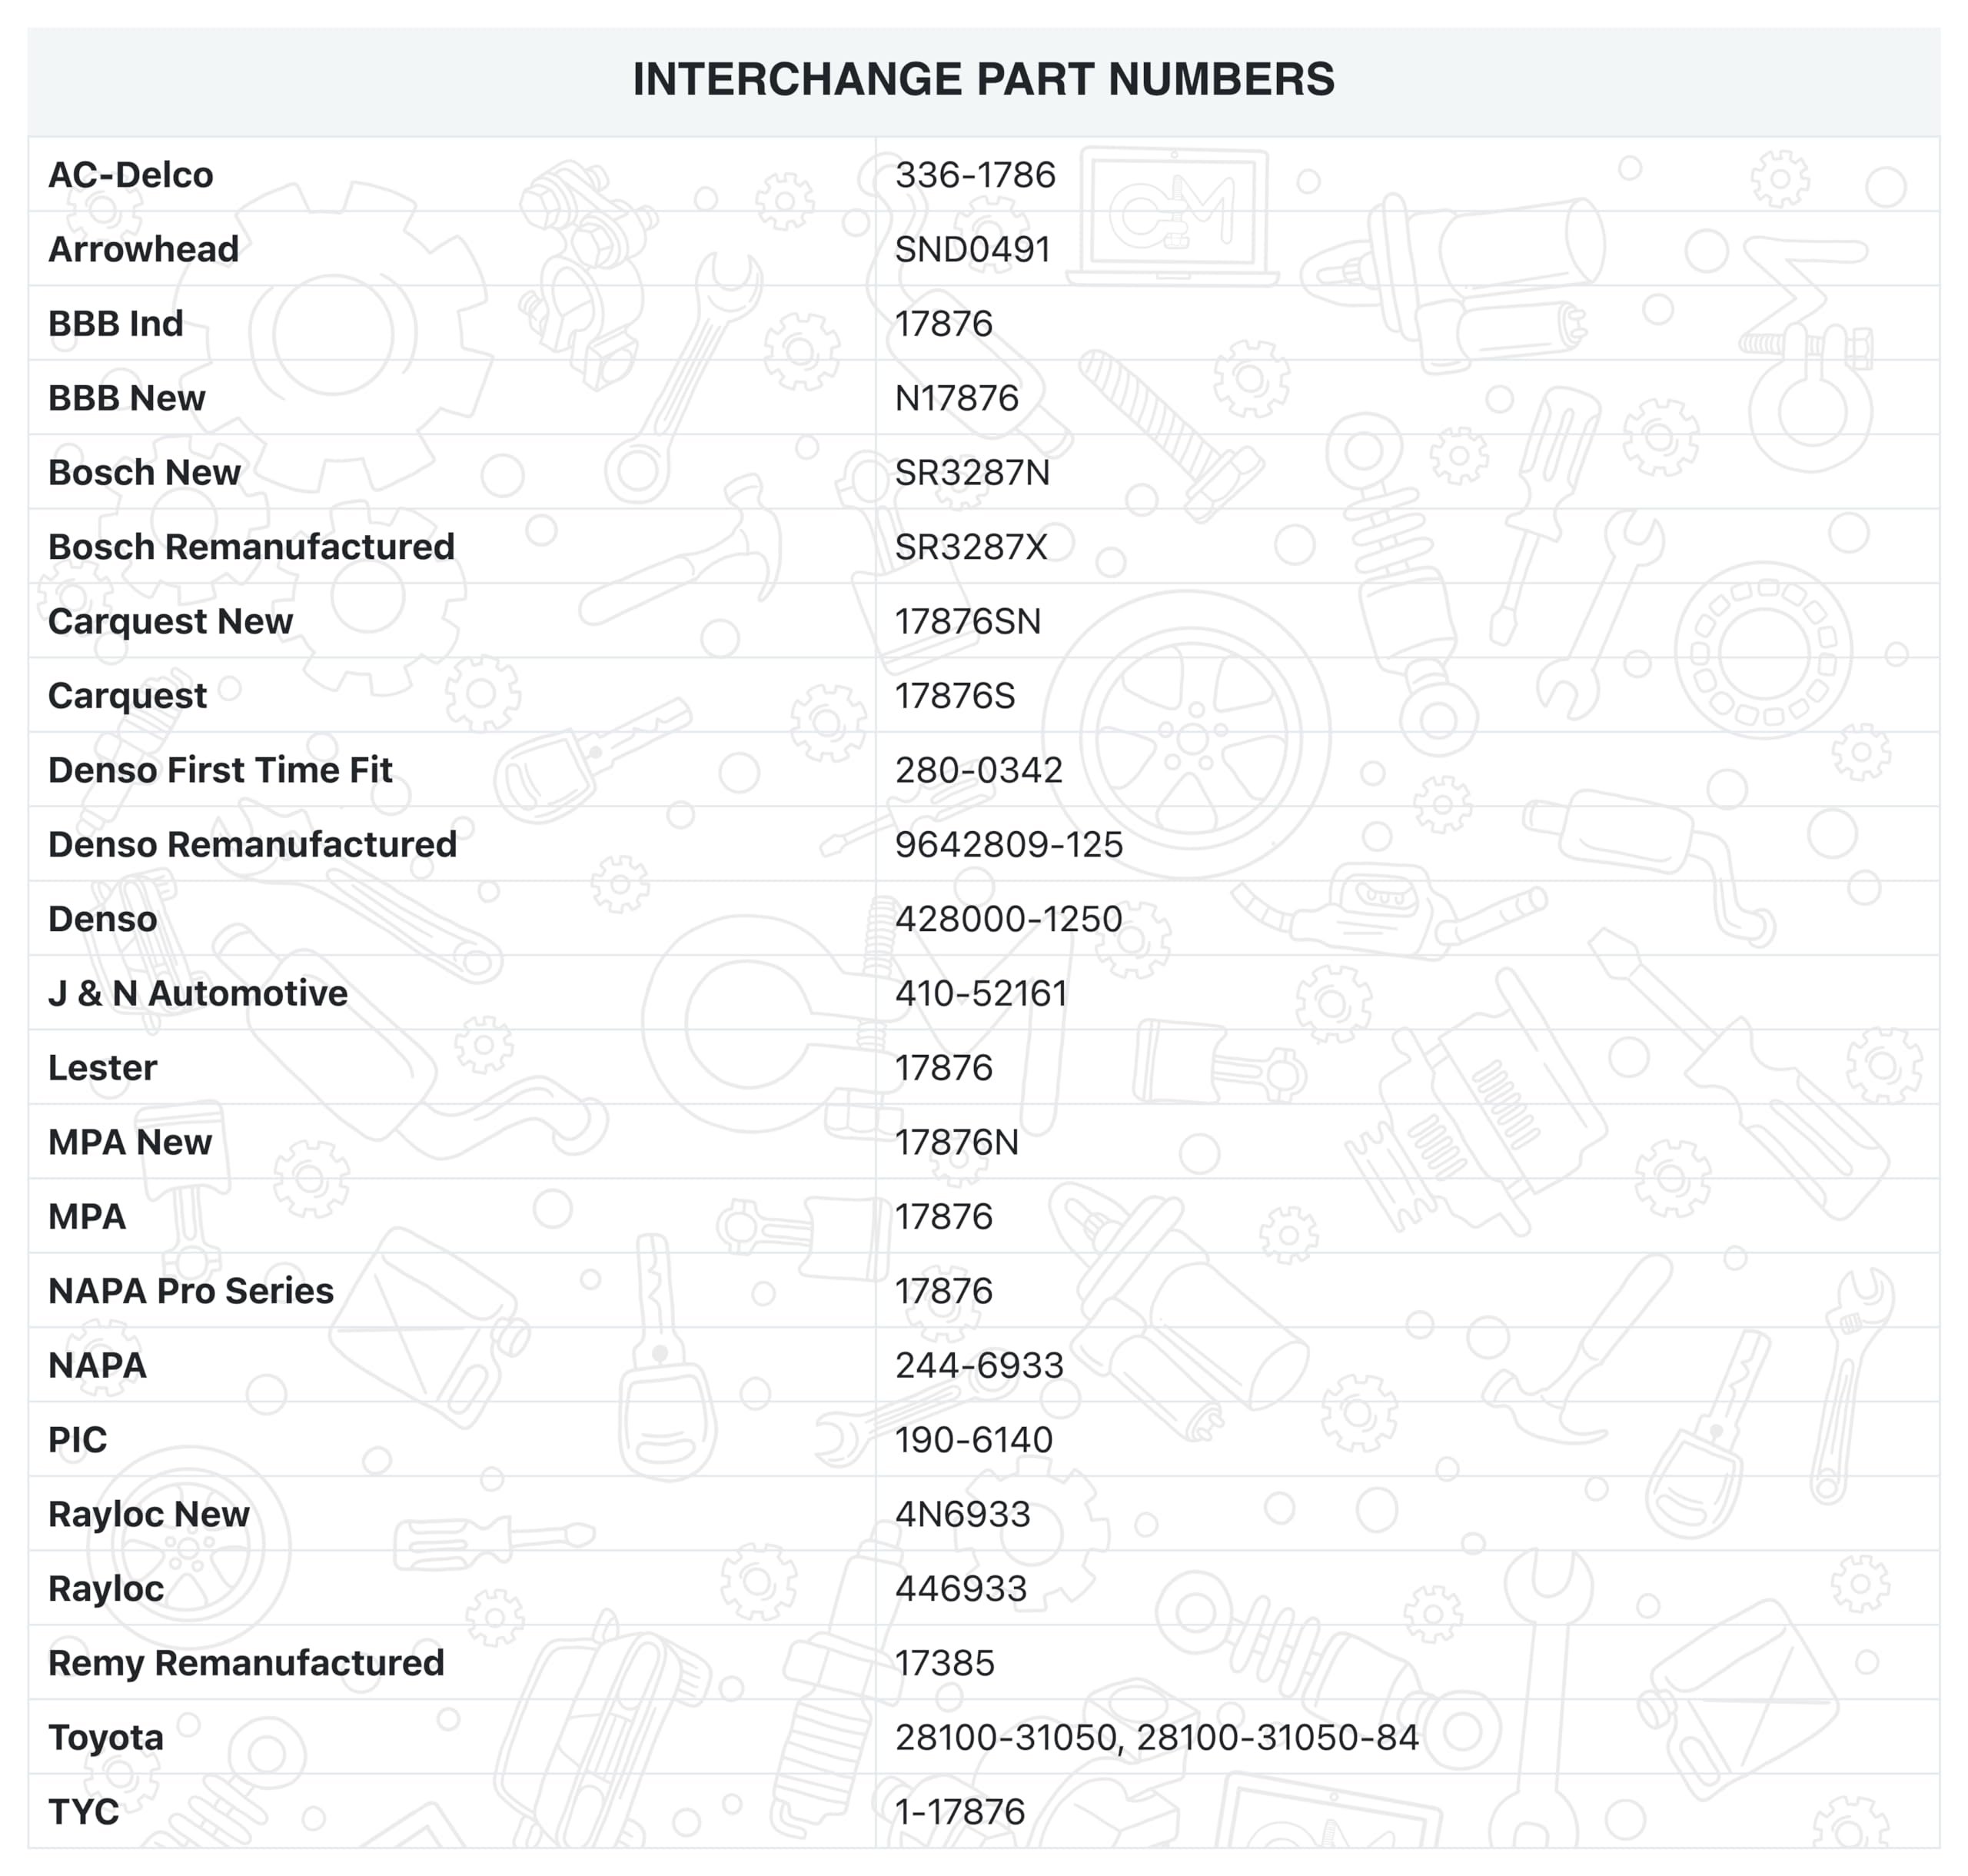 INTERCHANGE PART NUMBERS
AC-Delco 336-1786
Arrowhead SND0491
BBB Ind 17876
BBB New N17876
Bosch New SR3287N
Bosch Remanufactured SR3287X
Carquest New 17876SN
Carquest 17876S
Denso First Time Fit 280-0342
Denso Remanufactured 9642809-125
Denso 428000-1250
J & N Automotive 410-52161
Lester 17876
MPA New 17876N
MPA 17876
NAPA Pro Series 17876
NAPA 244-6933
PIC 190-6140
Rayloc New 4N6933
Rayloc 446933
Remy Remanufactured 17385
Toyota 28100-31050, 28100-31050-84
TYC 1-17876